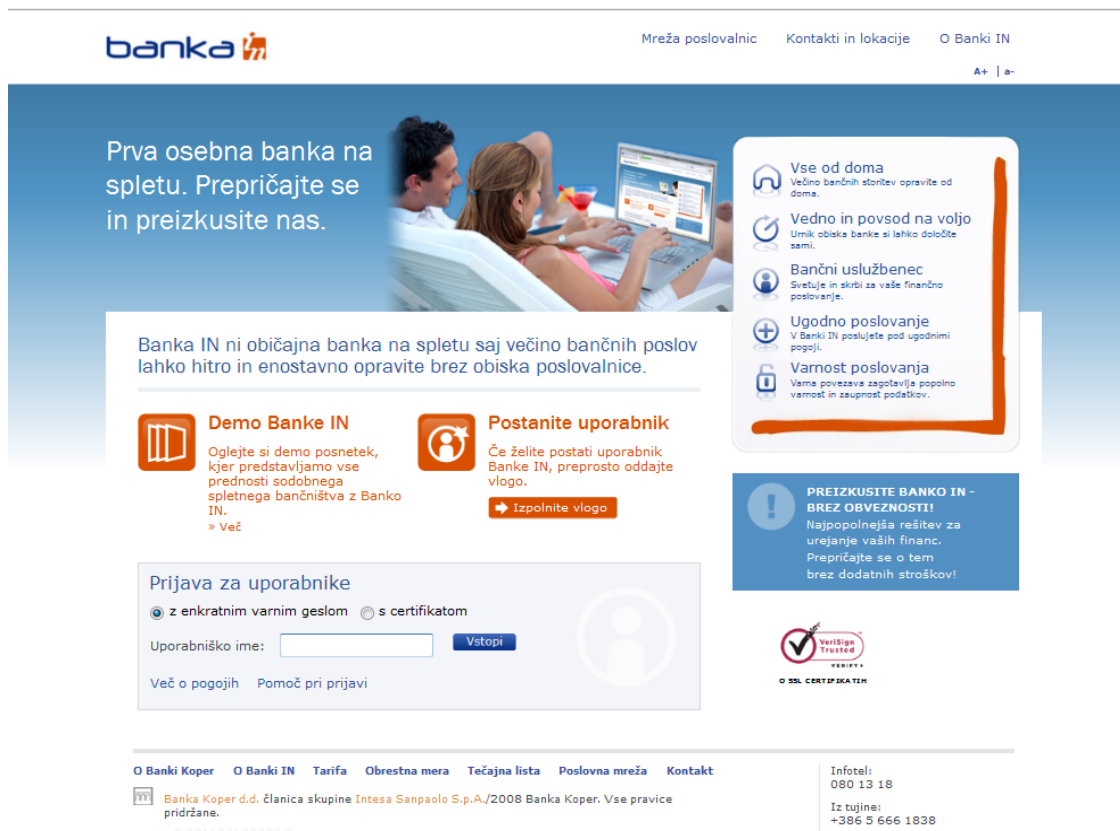 banka in
Mreža poslovalnic Kontakti in lokacije O Banki IN
A+ | a-
Prva osebna banka na
spletu. Prepričajte se
in preizkusite nas.
Vse od doma
Večino bančnih storitev opravite od
doma.
Vedno in povsod na voljo
Urnik obiska banke si lahko določite
sami.
Bančni uslužbenec
Svetuje in skrbi za vaše finančno
poslovanje.
Ugodno poslovanje
V Banki IN poslujete pod ugodnimi
pogoji.
Varnost poslovanja
Varna povezava zagotavlja popolno
varnost in zaupnost podatkov.
Banka IN ni običajna banka na spletu saj večino bančnih poslov
lahko hitro in enostavno opravite brez obiska poslovalnice.
Demo Banke IN
Oglejte si demo posnetek,
kjer predstavljamo vse
prednosti sodobnega
spletnega bančništva z Banko
IN.
» Več
Postanite uporabnik
Če želite postati uporabnik
Banke IN, preprosto oddajte
vlogo.
Izpolnite vlogo
PREIZKUSITE BANKO IN -
BREZ OBVEZNOSTI!
Najpopolnejša rešitev za
urejanje vaših financ.
Prepričajte se o tem
brez dodatnih stroškov!
Prijava za uporabnike
z enkratnim varnim geslom s certifikatom
Uporabniško ime: Vstopi
Več o pogojih Pomoč pri prijavi
VeriSign
Trusted
VERIFY
O SSL CERTIFIKATIH
O Banki Koper O Banki IN Tarifa Obrestna mera Tečajna lista Poslovna mreža Kontakt
Banka Koper d.d. članica skupine Intesa Sanpaolo S.p.A./2008 Banka Koper. Vse pravice
pridržane.
Infotel:
080 13 18
Iz tujine:
+386 5 666 1838